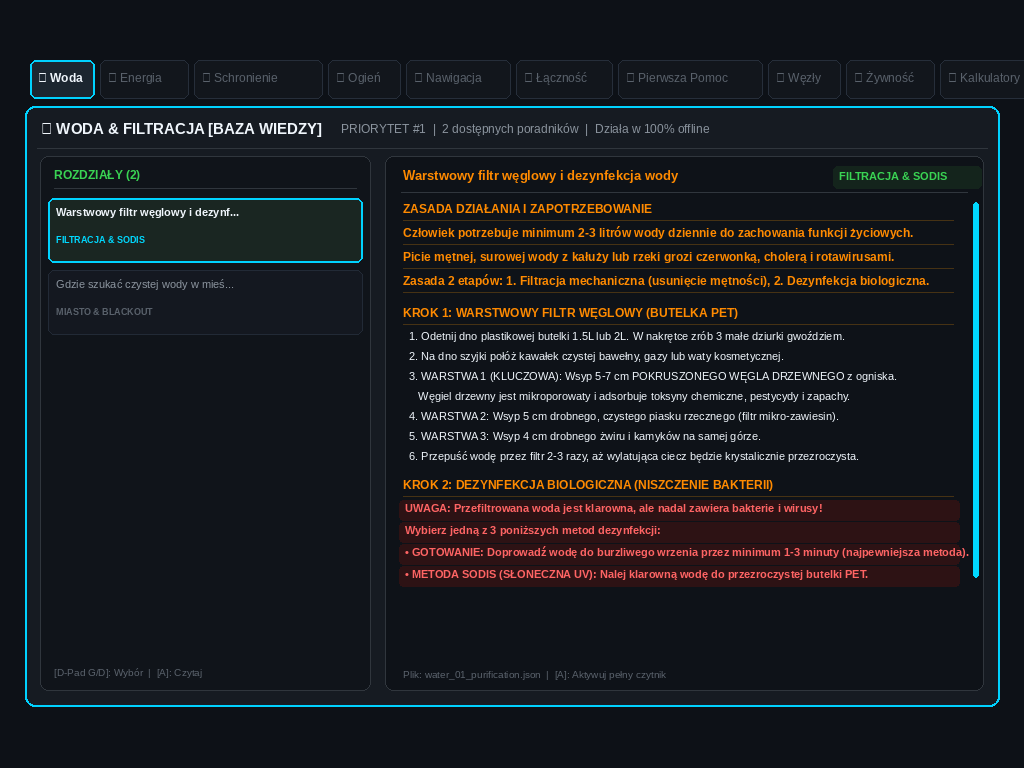 Woda
Energia
Schronienie
Ogień
Nawigacja
Łączność
Pierwsza Pomoc
Węzły
Żywność
Kalkulatory
WODA & FILTRACJA [BAZA WIEDZY]
PRIORYTET #1 | 2 dostępnych poradników | Działa w 100% offline
ROZDZIAŁY (2)
Warstwowy filtr węglowy i dezynf...
FILTRACJA & SODIS
Gdzie szukać czystej wody w mieś...
MIASTO & BLACKOUT
[D-Pad G/D]: Wybór | [A]: Czytaj
Warstwowy filtr węglowy i dezynfekcja wody
FILTRACJA & SODIS
ZASADA DZIAŁANIA I ZAPOTRZEBOWANIE
Człowiek potrzebuje minimum 2-3 litrów wody dziennie do zachowania funkcji życiowych.
Picie mętnej, surowej wody z kałuży lub rzeki grozi czerwonką, cholerą i rotawirusami.
Zasada 2 etapów: 1. Filtracja mechaniczna (usunięcie mętności), 2. Dezynfekcja biologiczna.
KROK 1: WARSTWOWY FILTR WĘGLOWY (BUTELKA PET)
1. Odetnij dno plastikowej butelki 1.5L lub 2L. W nakrętce zrób 3 małe dziurki gwoździem.
2. Na dno szyjki połóż kawałek czystej bawełny, gazy lub waty kosmetycznej.
3. WARSTWA 1 (KLUCZOWA): Wsyp 5-7 cm POKRUSZONEGO WĘGLA DRZEWNEGO z ogniska.
Węgiel drzewny jest mikroporowaty i adsorbuje toksyny chemiczne, pestycydy i zapachy.
4. WARSTWA 2: Wsyp 5 cm drobnego, czystego piasku rzecznego (filtr mikro-zawiesin).
5. WARSTWA 3: Wsyp 4 cm drobnego żwiru i kamyków na samej górze.
6. Przepuść wodę przez filtr 2-3 razy, aż wylatująca ciecz będzie krystalicznie przezroczysta.
KROK 2: DEZYNFEKCJA BIOLOGICZNA (NISZCZENIE BAKTERII)
UWAGA: Przefiltrowana woda jest klarowna, ale nadal zawiera bakterie i wirusy!
Wybierz jedną z 3 poniższych metod dezynfekcji:
• GOTOWANIE: Doprowadź wodę do burzliwego wrzenia przez minimum 1-3 minuty (najpewniejsza metoda).
• METODA SODIS (SŁONECZNA UV): Nalej klarowną wodę do przezroczystej butelki PET.
Plik: water_01_purification.json | [A]: Aktywuj pełny czytnik